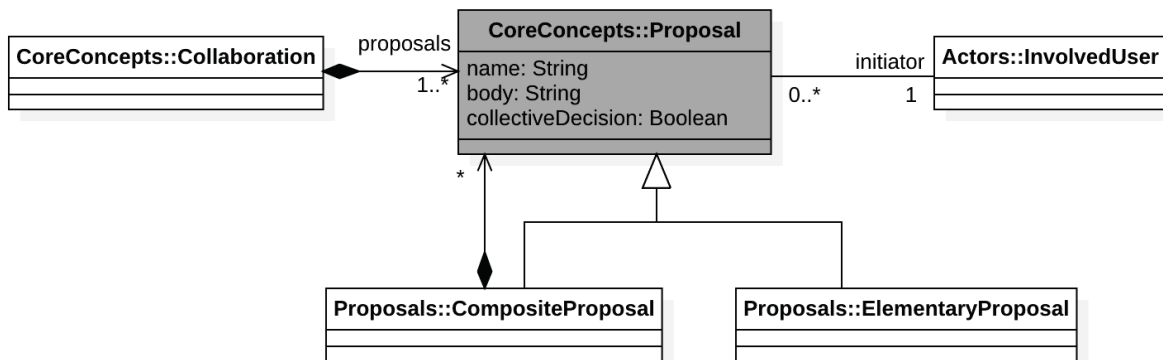 CoreConcepts::Proposal
CoreConcepts::Collaboration
proposals
1..*
name: String
body: String
collectiveDecision: Boolean
initiator
0..*
1
Actors::InvolvedUser
*
Proposals::CompositeProposal
Proposals::ElementaryProposal